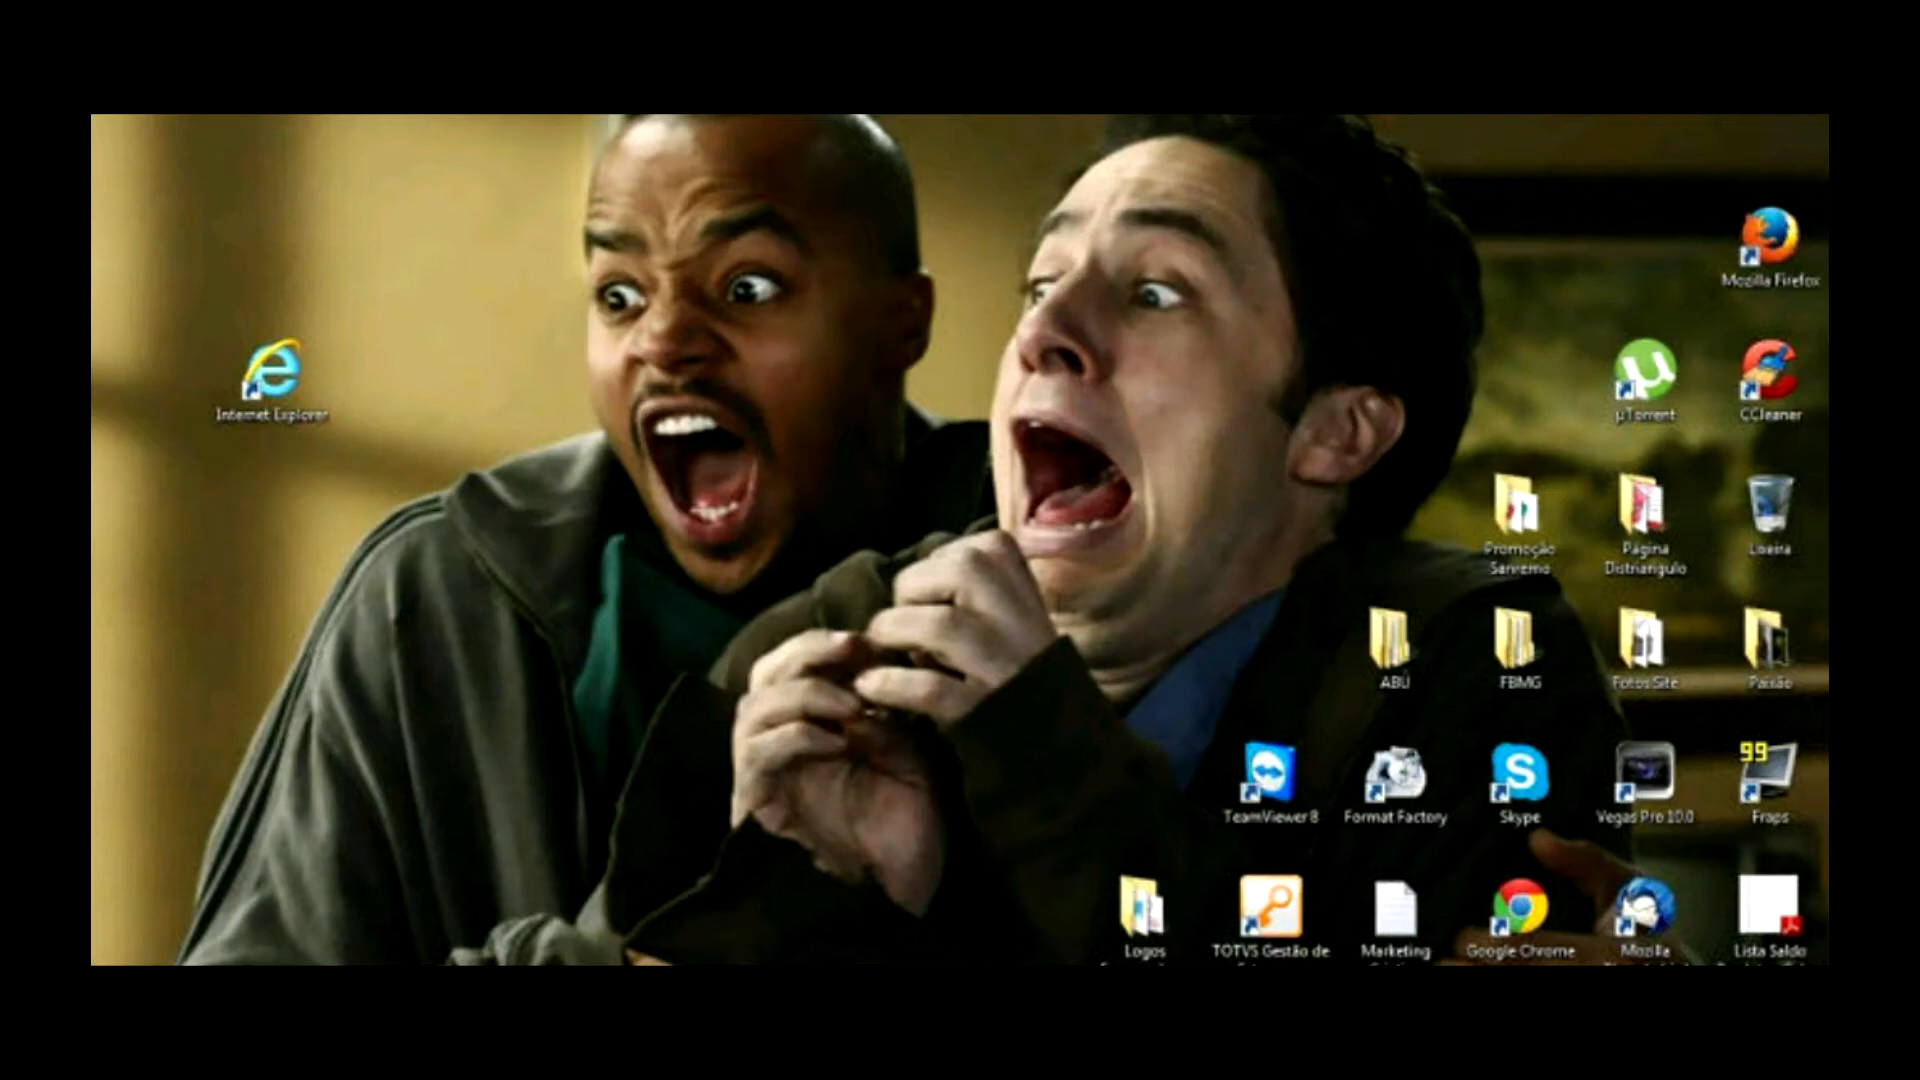 Mozilla Firefox
Internet Explorer
µTorrent
CCleaner
Promoção
Sanremo
Página
Distriangulo
Lixeira
ABU
FBMG
Fotos Site
Paixão
99
TeamViewer 8
Format Factory
Skype
Vegas Pro 10.0
Fraps
Logos
TOTVS Gestão de
Marketing
Google Chrome
Mozilla
Lista Saldo